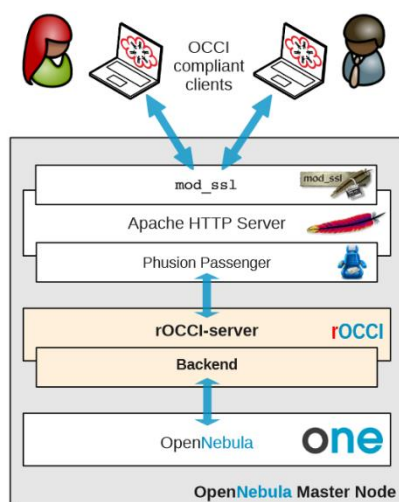 OCCI
compliant
clients
mod_ssl
mod_ssl
Apache HTTP Server
Phusion Passenger
rOCCI-server
rOCCI
Backend
OpenNebula
one
OpenNebula Master Node